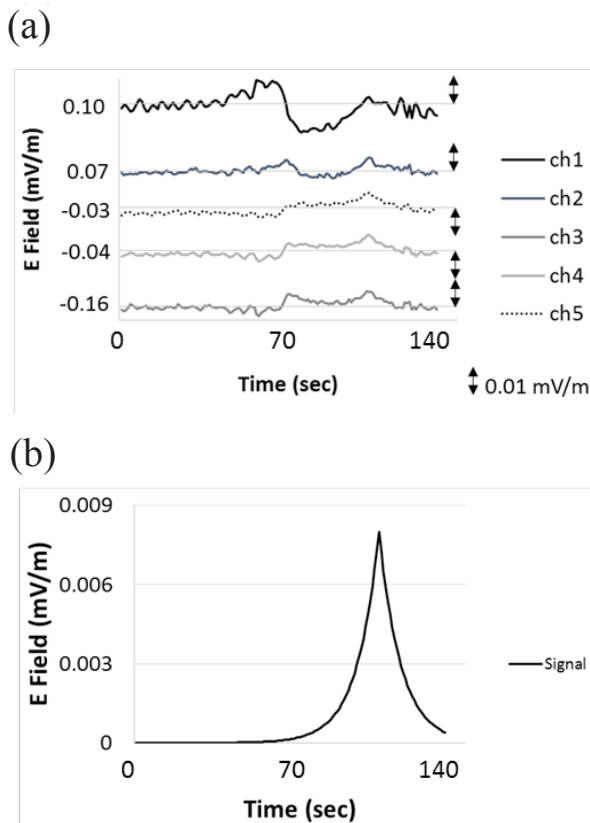 (a)
E Field (mV/m)
0.10
0.07
-0.03
-0.04
-0.16
0 70 140
Time (sec)
ch1
ch2
ch3
ch4
ch5
0.01 mV/m
(b)
E Field (mV/m)
0.009
0.006
0.003
0
0 70 140
Time (sec)
Signal